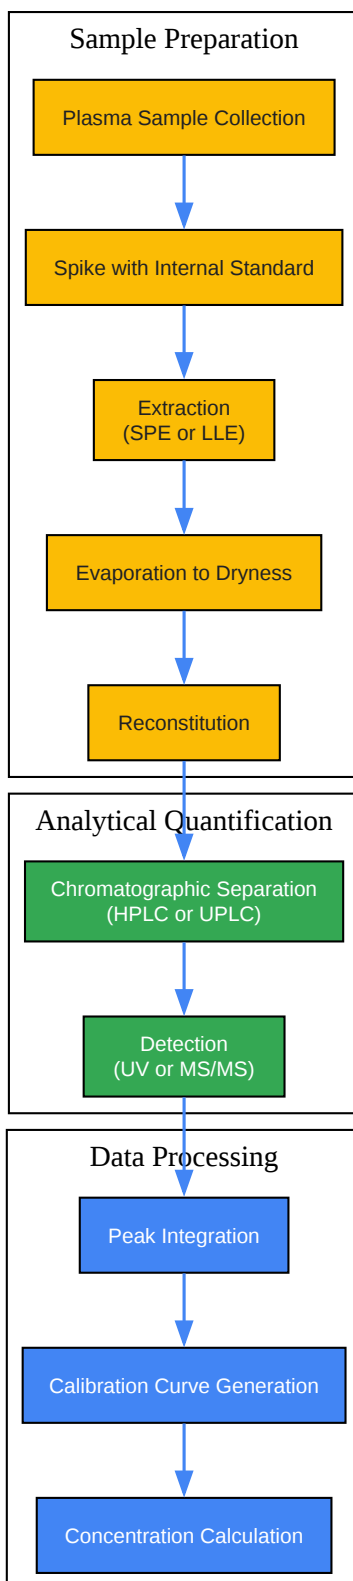 Sample Preparation
Plasma Sample Collection
Spike with Internal Standard
Extraction
(SPE or LLE)
Evaporation to Dryness
Reconstitution
Analytical Quantification
Chromatographic Separation
(HPLC or UPLC)
Detection
(UV or MS/MS)
Data Processing
Peak Integration
Calibration Curve Generation
Concentration Calculation